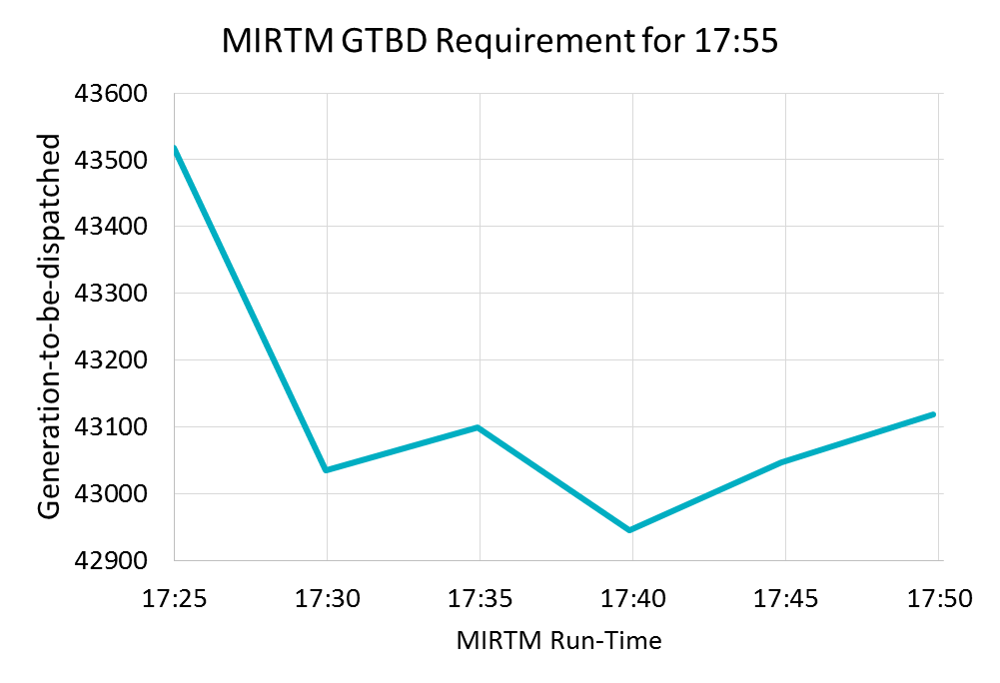 MIRTM GTBD Requirement for 17:55
Generation-to-be-dispatched
43600
43500
43400
43300
43200
43100
43000
42900
17:25 17:30 17:35 17:40 17:45 17:50
MIRTM Run-Time